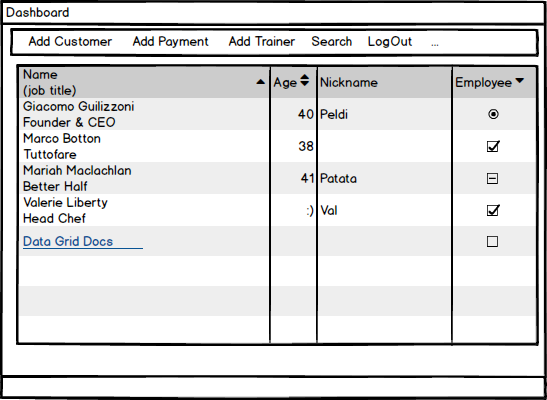 Dashboard
Add Customer Add Payment Add Trainer Search LogOut ...
Name
(job title)
Age Nickname Employee
Giacomo Guilizzoni
Founder & CEO
40 Peldi
Marco Botton
Tuttofare
38
Mariah Maclachlan
Better Half
41 Patata
Valerie Liberty
Head Chef
:) Val
Data Grid Docs